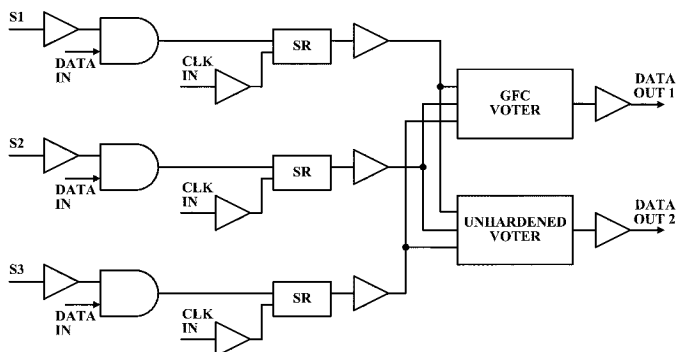 S1
DATA
IN
CLK
IN
SR
GFC
VOTER
DATA
OUT 1
S2
DATA
IN
CLK
IN
SR
UNHARDENED
VOTER
DATA
OUT 2
S3
DATA
IN
CLK
IN
SR